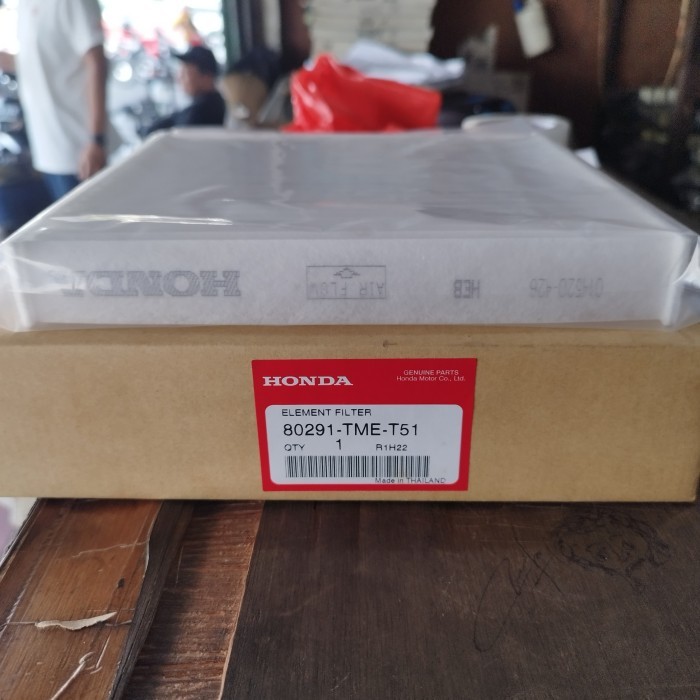 HONDA
AIR FLOW
HEB
HONDA
GENUINE PARTS
Honda Motor Co., Ltd.
ELEMENT FILTER
80291-TME-T51
QTY 1 R1H22
Made in THAILAND